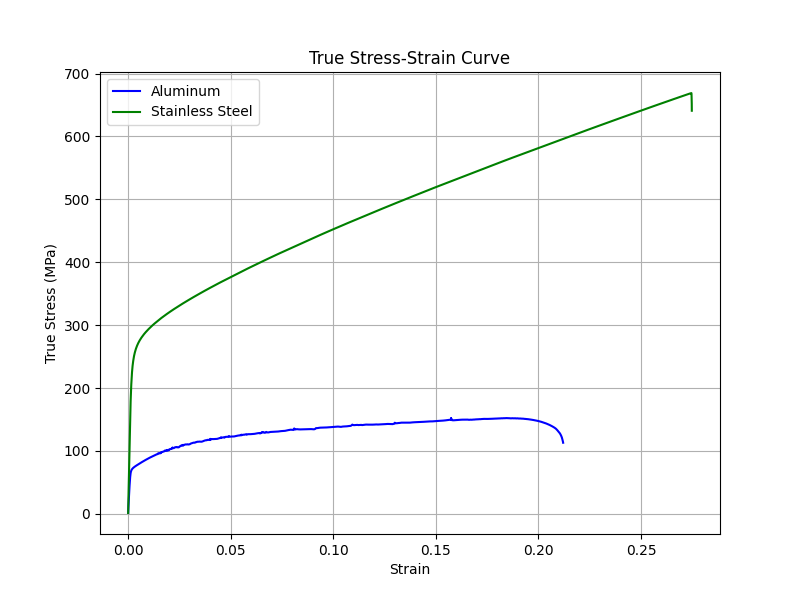 True Stress-Strain Curve
Aluminum
Stainless Steel
True Stress (MPa)
700
600
500
400
300
200
100
0
0.00 0.05 0.10 0.15 0.20 0.25
Strain